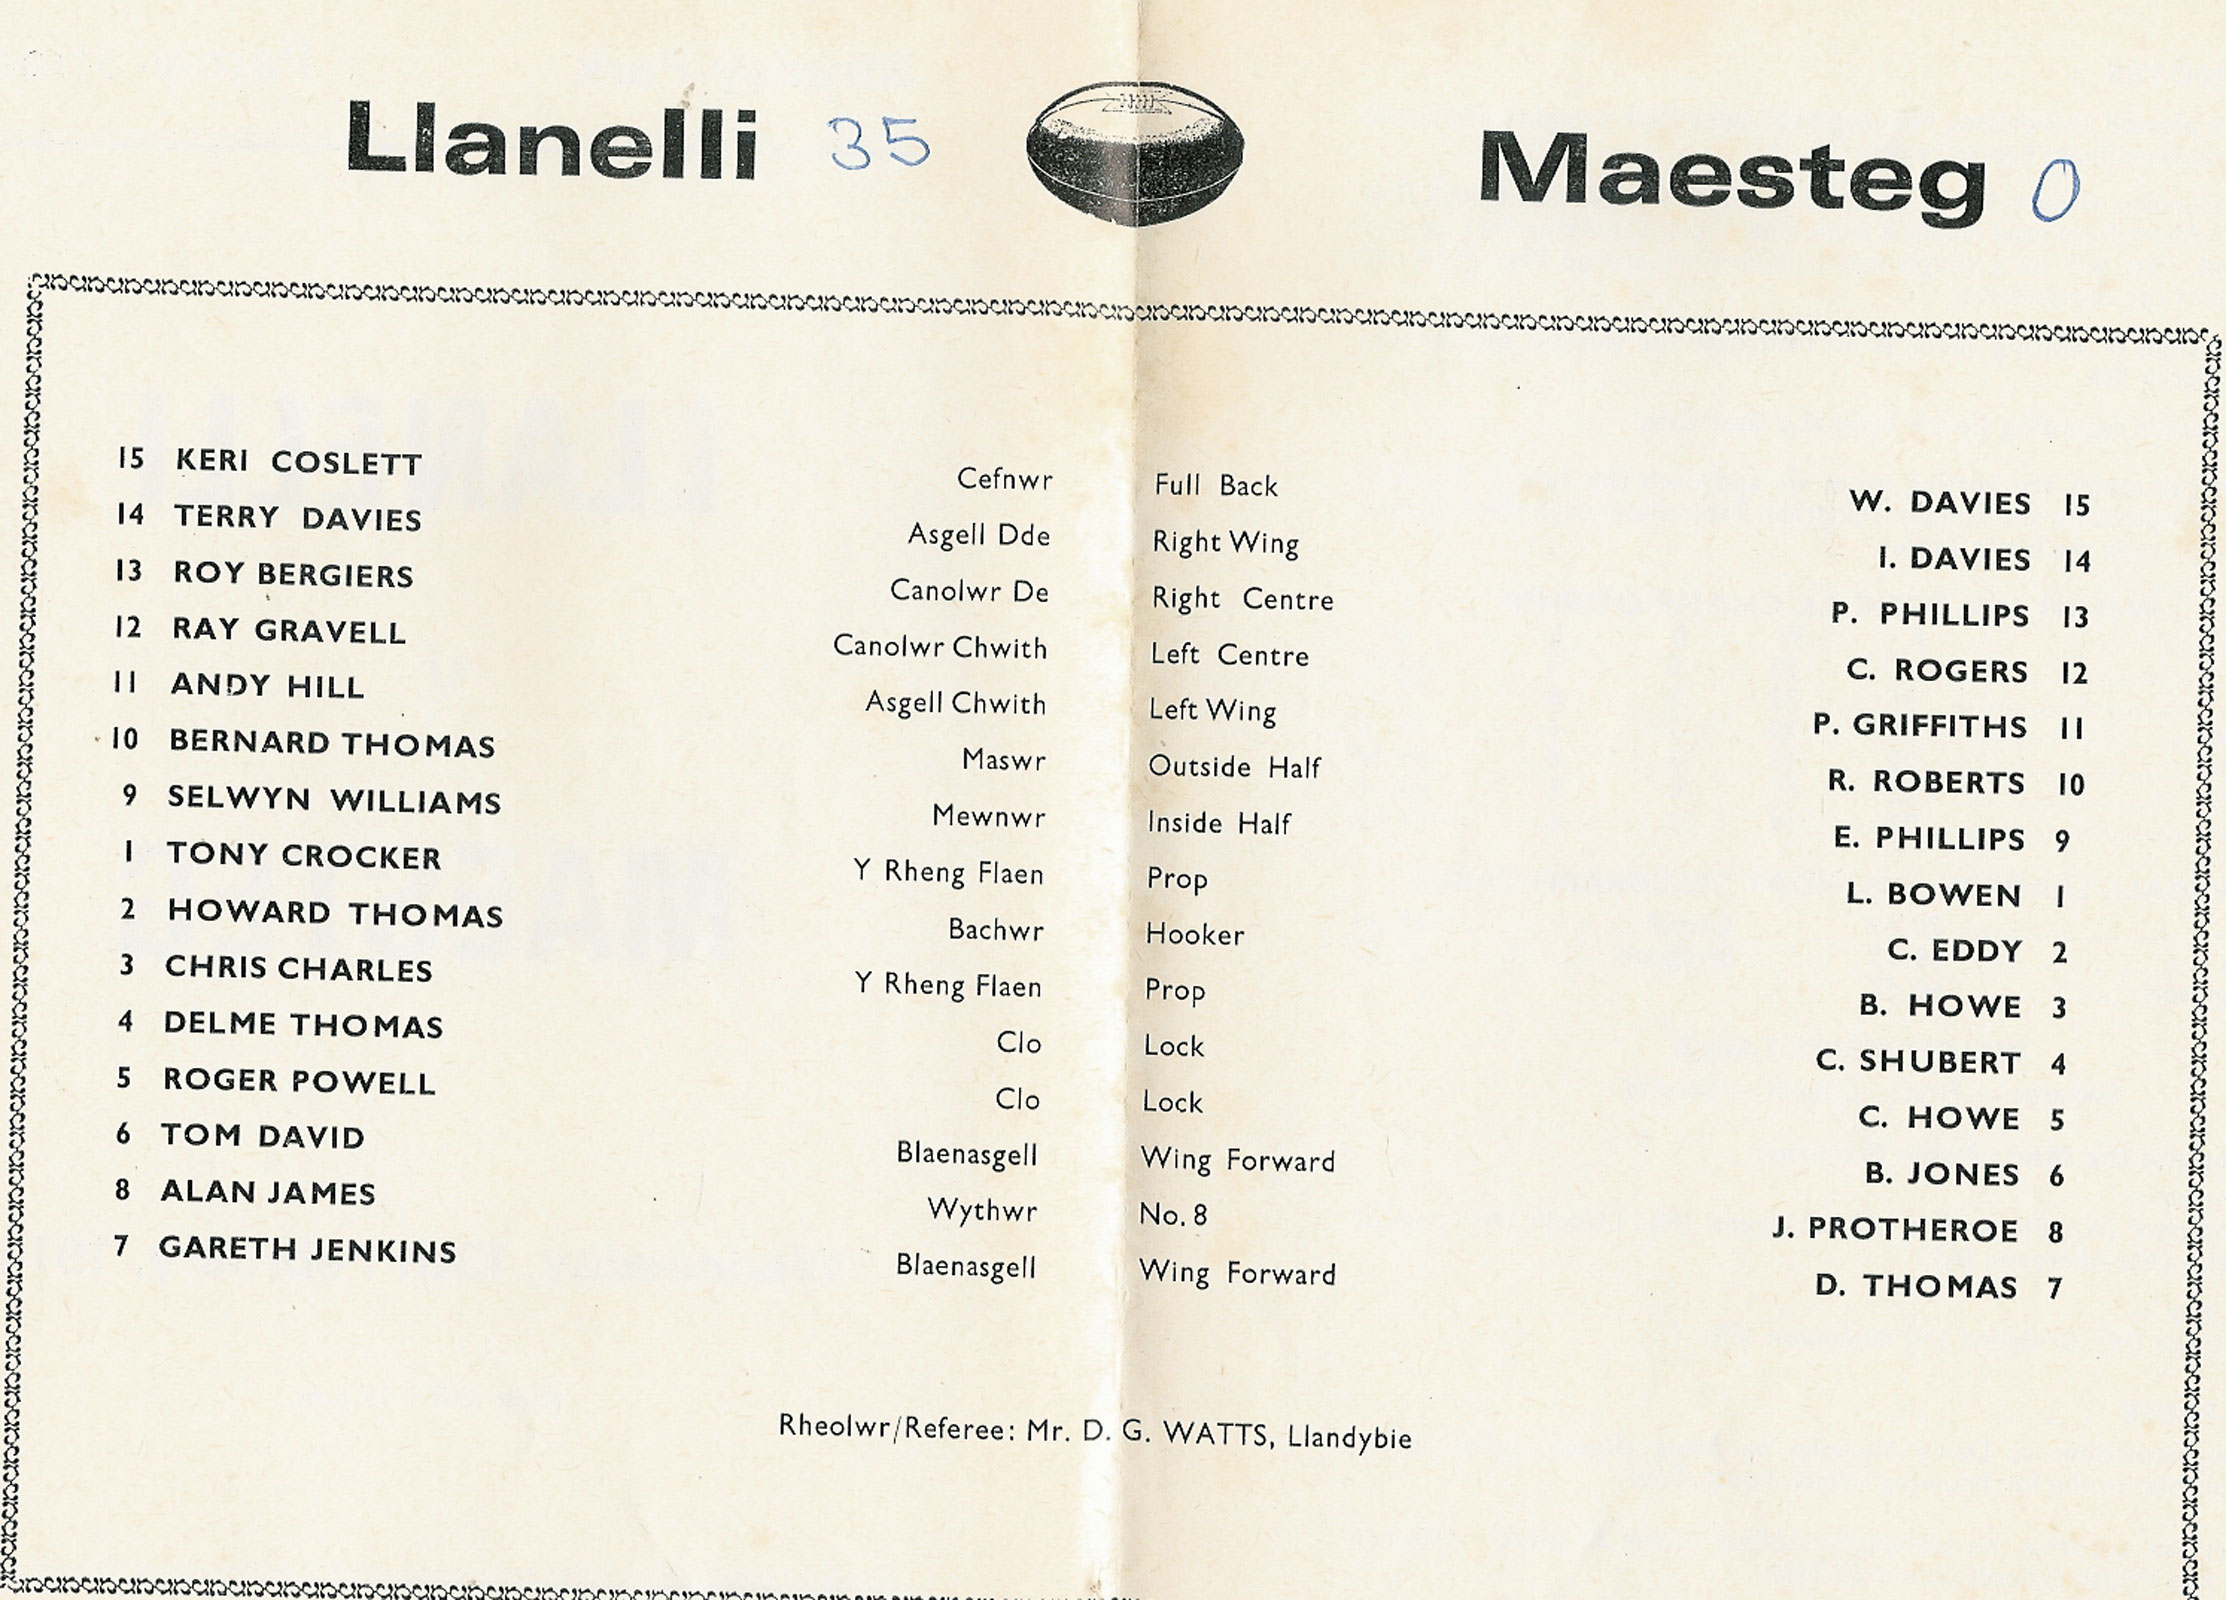 Llanelli 35 Maesteg 0
15 KERI COSLETT Cefnwr Full Back W. DAVIES 15
14 TERRY DAVIES Asgell Dde Right Wing I. DAVIES 14
13 ROY BERGIERS Canolwr De Right Centre P. PHILLIPS 13
12 RAY GRAVELL Canolwr Chwith Left Centre C. ROGERS 12
11 ANDY HILL Asgell Chwith Left Wing P. GRIFFITHS 11
10 BERNARD THOMAS Maswr Outside Half R. ROBERTS 10
9 SELWYN WILLIAMS Mewnwr Inside Half E. PHILLIPS 9
1 TONY CROCKER Y Rheng Flaen Prop L. BOWEN 1
2 HOWARD THOMAS Bachwr Hooker C. EDDY 2
3 CHRIS CHARLES Y Rheng Flaen Prop B. HOWE 3
4 DELME THOMAS Clo Lock C. SHUBERT 4
5 ROGER POWELL Clo Lock C. HOWE 5
6 TOM DAVID Blaenasgell Wing Forward B. JONES 6
8 ALAN JAMES Wythwr No. 8 J. PROTHEROE 8
7 GARETH JENKINS Blaenasgell Wing Forward D. THOMAS 7
Rheolwr/Referee: Mr. D. G. WATTS, Llandybie